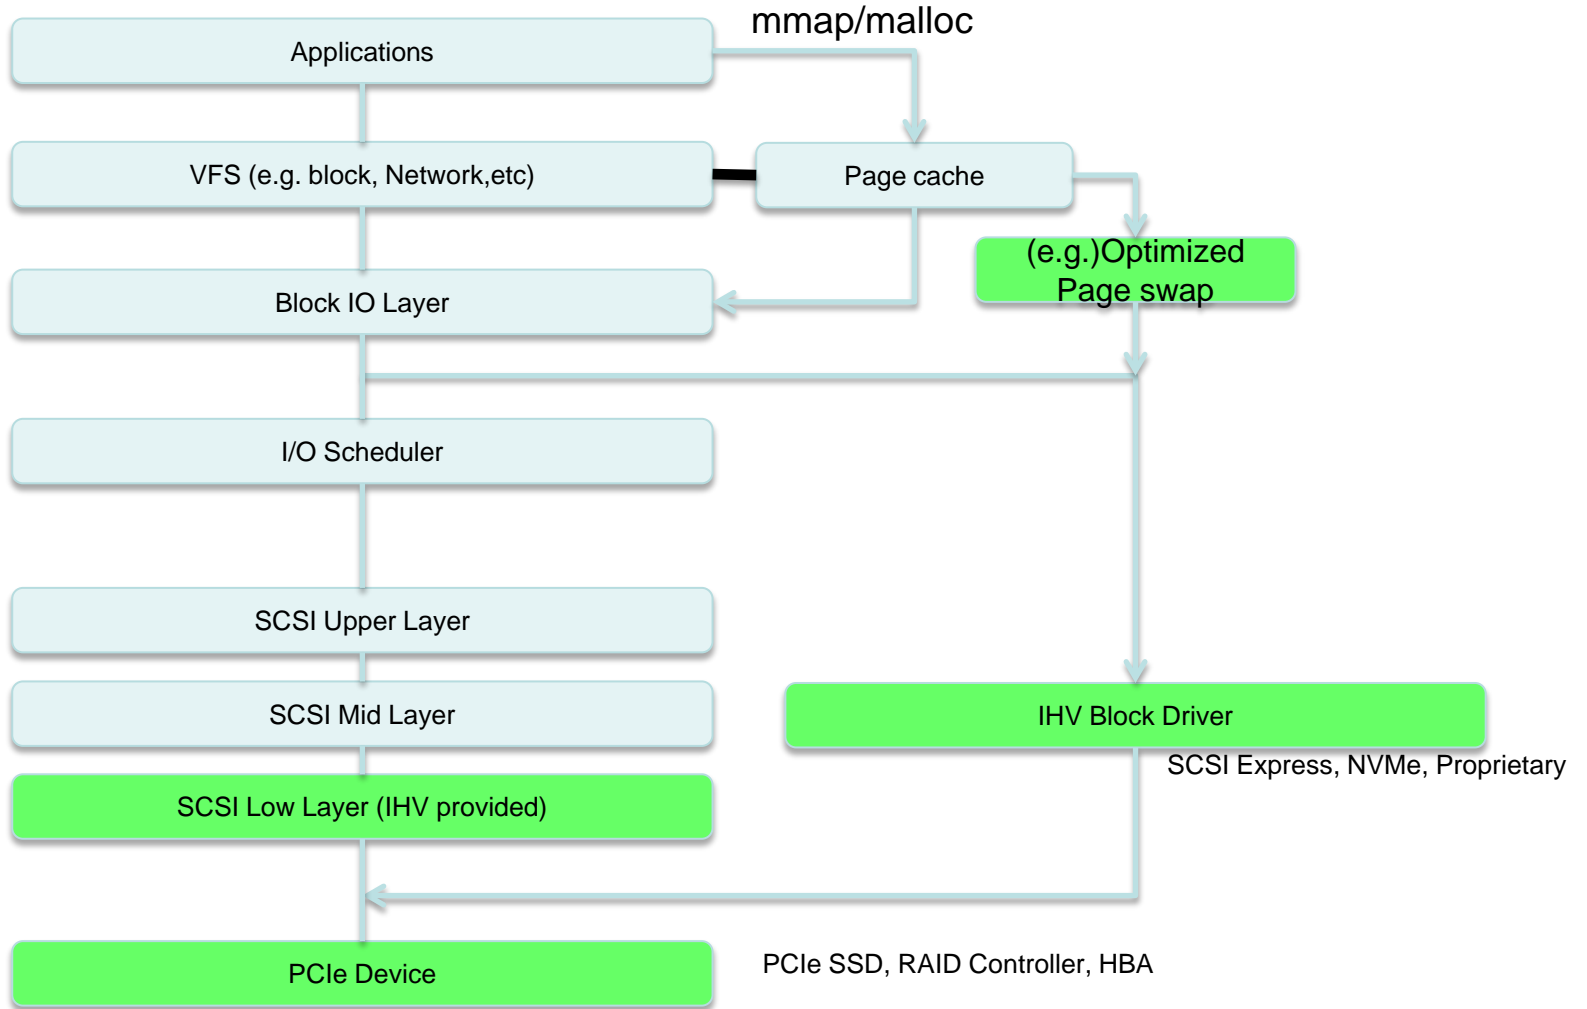 mmap/malloc
Applications
VFS (e.g. block, Network,etc)
Page cache
(e.g.)Optimized
Page swap
Block IO Layer
I/O Scheduler
SCSI Upper Layer
SCSI Mid Layer
IHV Block Driver
SCSI Express, NVMe, Proprietary
SCSI Low Layer (IHV provided)
PCIe Device
PCIe SSD, RAID Controller, HBA